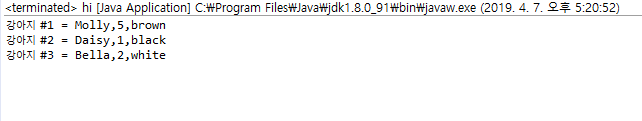 <terminated> hi [Java Application] C:₩Program Files₩Java₩jdk1.8.0_91₩bin₩javaw.exe (2019. 4. 7. 오후 5:20:52)
강아지 #1 = Molly,5,brown
강아지 #2 = Daisy,1,black
강아지 #3 = Bella,2,white